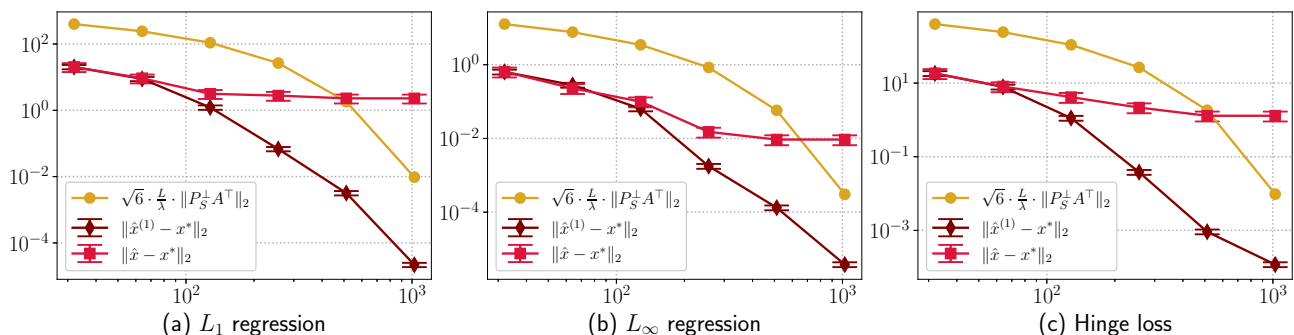 10^2
10^0
10^{-2}
10^{-4}
√6 · L/λ · ‖P_S^⊥ A^⊤‖_2
‖x̂^{(1)} − x*‖_2
‖x̂ − x*‖_2
10^2
10^3
(a) L_1 regression
10^0
10^{-2}
10^{-4}
√6 · L/λ · ‖P_S^⊥ A^⊤‖_2
‖x̂^{(1)} − x*‖_2
‖x̂ − x*‖_2
10^2
10^3
(b) L_∞ regression
10^1
10^{-1}
10^{-3}
√6 · L/λ · ‖P_S^⊥ A^⊤‖_2
‖x̂^{(1)} − x*‖_2
‖x̂ − x*‖_2
10^2
10^3
(c) Hinge loss